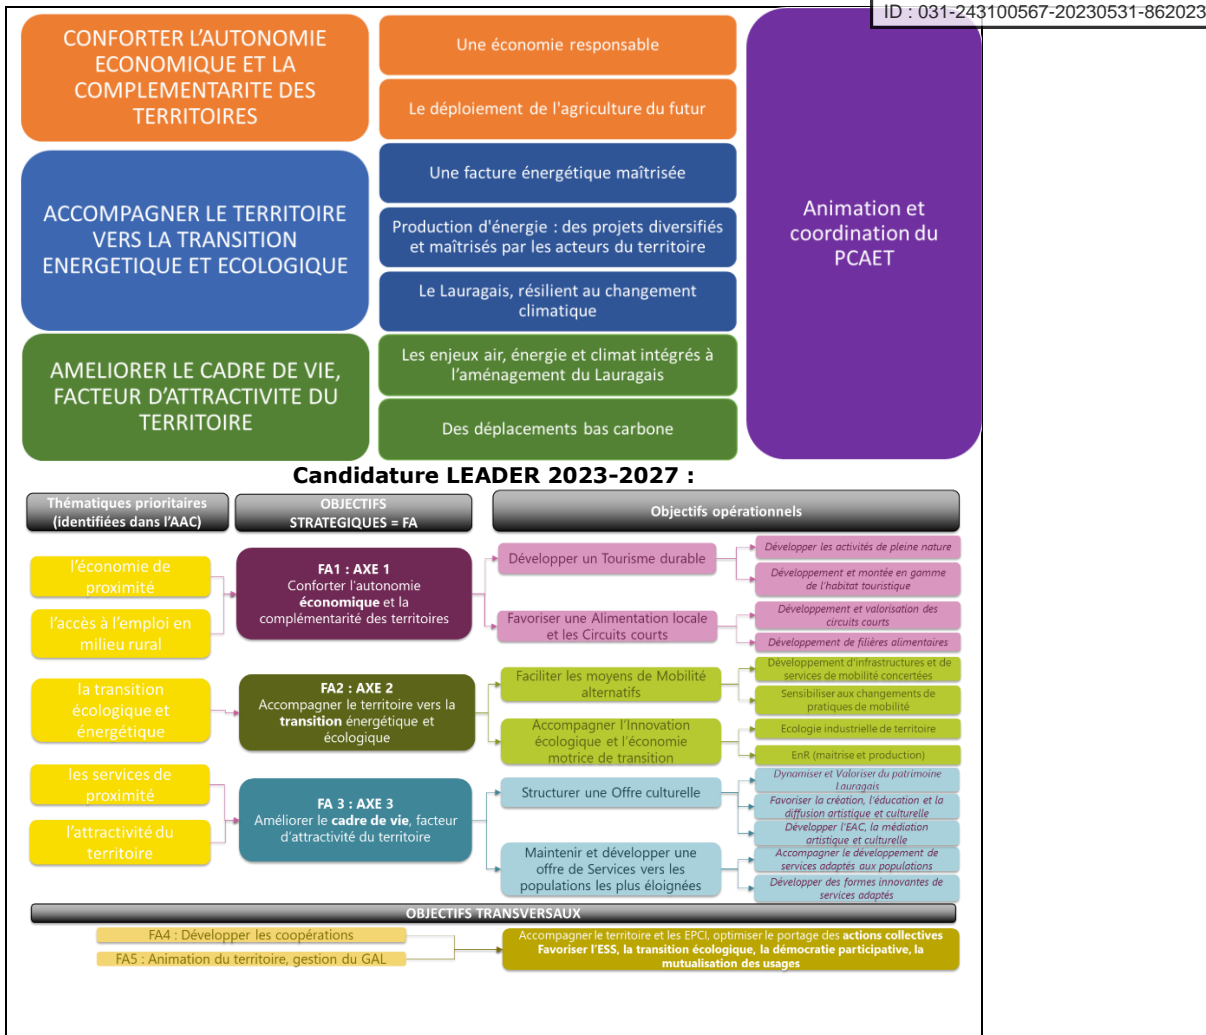 ID : 031-243100567-20230531-862023
CONFORTER L'AUTONOMIE
ECONOMIQUE ET LA
COMPLEMENTARITE DES
TERRITOIRES
Une économie responsable
Le déploiement de l'agriculture du futur
ACCOMPAGNER LE TERRITOIRE
VERS LA TRANSITION
ENERGETIQUE ET ECOLOGIQUE
Une facture énergétique maîtrisée
Production d'énergie : des projets diversifiés
et maîtrisés par les acteurs du territoire
Le Lauragais, résilient au changement
climatique
AMELIORER LE CADRE DE VIE,
FACTEUR D'ATTRACTIVITE DU
TERRITOIRE
Les enjeux air, énergie et climat intégrés à
l'aménagement du Lauragais
Des déplacements bas carbone
Animation et
coordination du
PCAET
Candidature LEADER 2023-2027 :
Thématiques prioritaires
(identifiées dans l'AAC)
OBJECTIFS
STRATEGIQUES = FA
Objectifs opérationnels
l'économie de
proximité
l'accès à l'emploi en
milieu rural
FA1 : AXE 1
Conforter l'autonomie
économique et la
complémentarité des territoires
Développer un Tourisme durable
Développer les activités de pleine nature
Développement et montée en gamme
de l'habitat touristique
Favoriser une Alimentation locale
et les Circuits courts
Développement et valorisation des
circuits courts
Développement de filières alimentaires
la transition
écologique et
énergétique
FA2 : AXE 2
Accompagner le territoire vers la
transition énergétique et
écologique
Faciliter les moyens de Mobilité
alternatifs
Développement d'infrastructures et de
services de mobilité concertées
Sensibiliser aux changements de
pratiques de mobilité
Accompagner l'Innovation
écologique et l'économie
motrice de transition
Ecologie industrielle de territoire
EnR (maitrise et production)
les services de
proximité
l'attractivité du
territoire
FA 3 : AXE 3
Améliorer le cadre de vie, facteur
d'attractivité du territoire
Structurer une Offre culturelle
Dynamiser et Valoriser du patrimoine
Lauragais
Favoriser la création, l'éducation et la
diffusion artistique et culturelle
Développer l'EAC, la médiation
artistique et culturelle
Maintenir et développer une
offre de Services vers les
populations les plus éloignées
Accompagner le développement de
services adaptés aux populations
Développer des formes innovantes de
services adaptés
OBJECTIFS TRANSVERSAUX
FA4 : Développer les coopérations
FA5 : Animation du territoire, gestion du GAL
Accompagner le territoire et les EPCI, optimiser le portage des actions collectives
Favoriser l'ESS, la transition écologique, la démocratie participative, la
mutualisation des usages